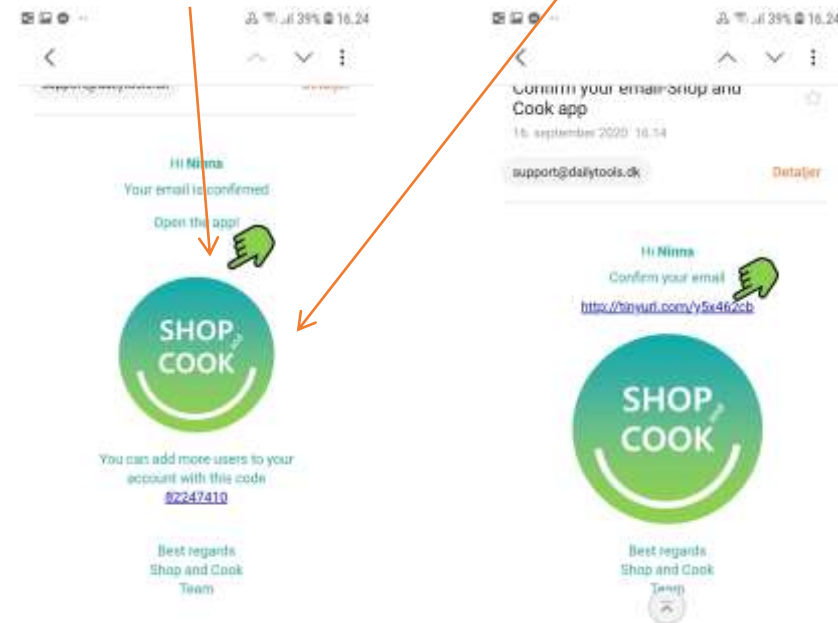 39% 16.24
Hi Ninna
Your email is confirmed
Open the app!
SHOP and
COOK
You can add more users to your
account with this code
82247410
Best regards
Shop and Cook
Team
39% 16.24
Confirm your email-Shop and
Cook app
16. september 2020 16.14
support@dailytools.dk Detaljer
Hi Ninna
Confirm your email
http://tinyurl.com/y5x462cb
SHOP and
COOK
Best regards
Shop and Cook
Team